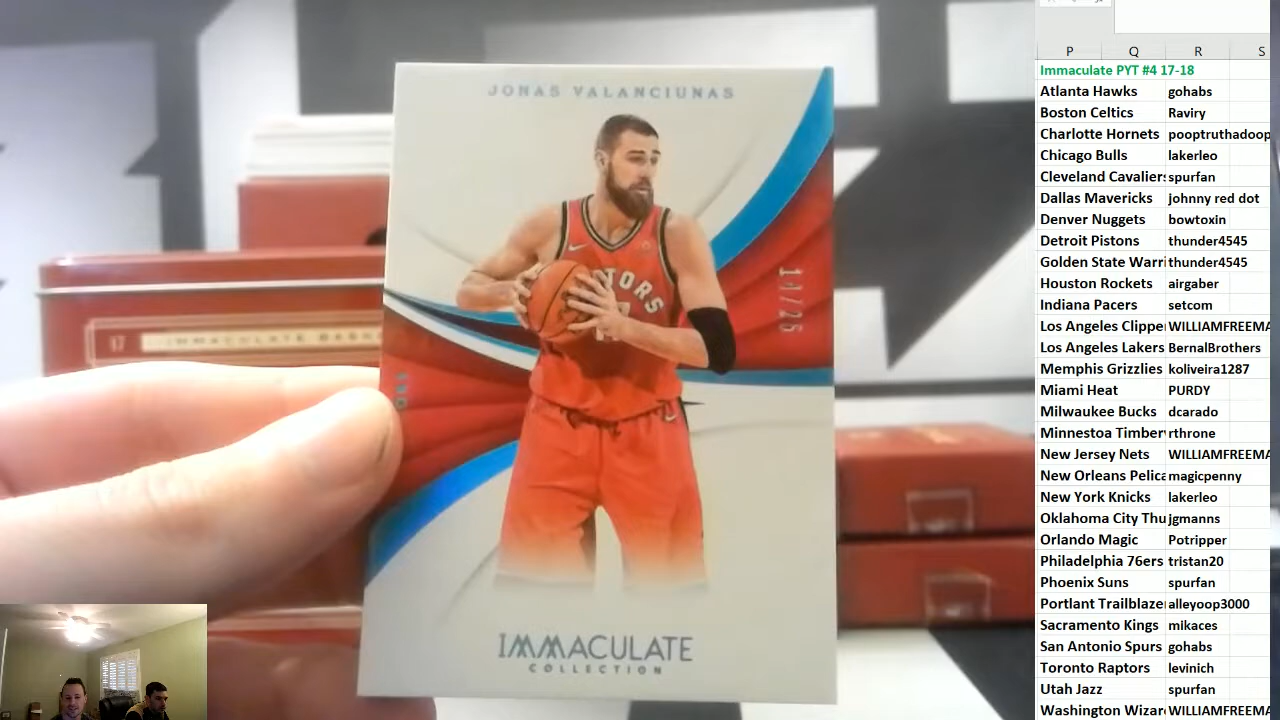 JONAS VALANCIUNAS
TORS
14/25
IMMACULATE
COLLECTION
17 IMMACULATE
P Q R S
Immaculate PYT #4 17-18
Atlanta Hawks gohabs
Boston Celtics Raviry
Charlotte Hornets pooptruthadoop
Chicago Bulls lakerleo
Cleveland Cavaliers spurfan
Dallas Mavericks johnny red dot
Denver Nuggets bowtoxin
Detroit Pistons thunder4545
Golden State Warri thunder4545
Houston Rockets airgaber
Indiana Pacers setcom
Los Angeles Clippe WILLIAMFREEMA
Los Angeles Lakers BernalBrothers
Memphis Grizzlies koliveira1287
Miami Heat PURDY
Milwaukee Bucks dcarado
Minnestoa Timber rthrone
New Jersey Nets WILLIAMFREEMA
New Orleans Pelica magicpenny
New York Knicks lakerleo
Oklahoma City Thu jgmanns
Orlando Magic Potripper
Philadelphia 76ers tristan20
Phoenix Suns spurfan
Portlant Trailblaze alleyoop3000
Sacramento Kings mikaces
San Antonio Spurs gohabs
Toronto Raptors levinich
Utah Jazz spurfan
Washington Wizar WILLIAMFREEMA